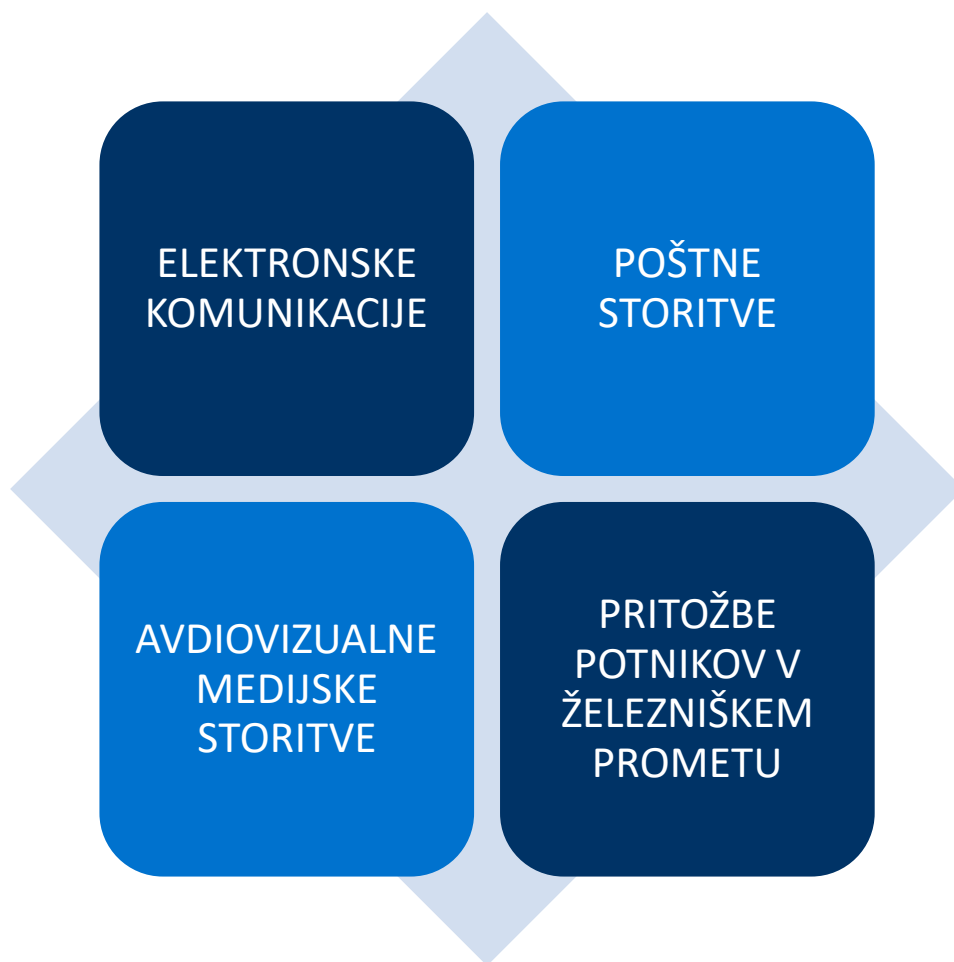 ELEKTRONSKE
KOMUNIKACIJE
POŠTNE
STORITVE
AVDIOVIZUALNE
MEDIJSKE
STORITVE
PRITOŽBE
POTNIKOV V
ŽELEZNIŠKEM
PROMETU